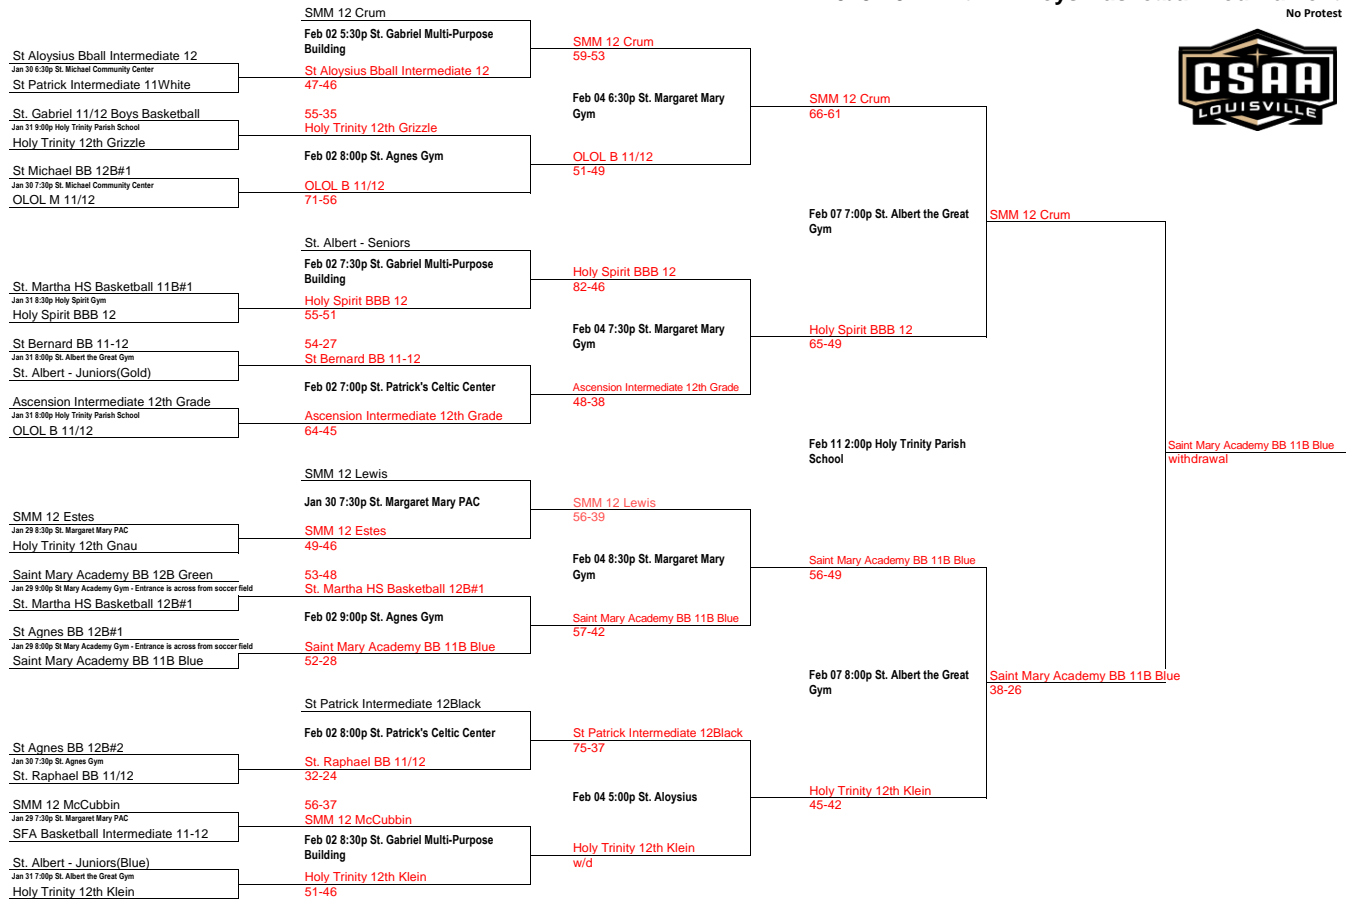 No Protest
CSAA
LOUISVILLE
SMM 12 Crum
Feb 02 5:30p St. Gabriel Multi-Purpose
Building
St Aloysius Bball Intermediate 12
Jan 30 6:30p St. Michael Community Center
St Patrick Intermediate 11White
St Aloysius Bball Intermediate 12
47-46
St. Gabriel 11/12 Boys Basketball
Jan 31 9:00p Holy Trinity Parish School
Holy Trinity 12th Grizzle
55-35
Holy Trinity 12th Grizzle
Feb 02 8:00p St. Agnes Gym
St Michael BB 12B#1
Jan 30 7:30p St. Michael Community Center
OLOL M 11/12
OLOL B 11/12
71-56
St. Albert - Seniors
Feb 02 7:30p St. Gabriel Multi-Purpose
Building
St. Martha HS Basketball 11B#1
Jan 31 8:30p Holy Spirit Gym
Holy Spirit BBB 12
Holy Spirit BBB 12
55-51
St Bernard BB 11-12
Jan 31 8:00p St. Albert the Great Gym
St. Albert - Juniors(Gold)
54-27
St Bernard BB 11-12
Feb 02 7:00p St. Patrick's Celtic Center
Ascension Intermediate 12th Grade
Jan 31 8:00p Holy Trinity Parish School
OLOL B 11/12
Ascension Intermediate 12th Grade
64-45
SMM 12 Lewis
Jan 30 7:30p St. Margaret Mary PAC
SMM 12 Estes
Jan 29 8:30p St. Margaret Mary PAC
Holy Trinity 12th Gnau
SMM 12 Estes
49-46
Saint Mary Academy BB 12B Green
Jan 29 9:00p St Mary Academy Gym - Entrance is across from soccer field
St. Martha HS Basketball 12B#1
53-48
St. Martha HS Basketball 12B#1
Feb 02 9:00p St. Agnes Gym
St Agnes BB 12B#1
Jan 29 8:00p St Mary Academy Gym - Entrance is across from soccer field
Saint Mary Academy BB 11B Blue
Saint Mary Academy BB 11B Blue
52-28
St Patrick Intermediate 12Black
Feb 02 8:00p St. Patrick's Celtic Center
St Agnes BB 12B#2
Jan 30 7:30p St. Agnes Gym
St. Raphael BB 11/12
St. Raphael BB 11/12
32-24
SMM 12 McCubbin
Jan 29 7:30p St. Margaret Mary PAC
SFA Basketball Intermediate 11-12
56-37
SMM 12 McCubbin
Feb 02 8:30p St. Gabriel Multi-Purpose
Building
St. Albert - Juniors(Blue)
Jan 31 7:00p St. Albert the Great Gym
Holy Trinity 12th Klein
Holy Trinity 12th Klein
51-46
SMM 12 Crum
59-53
Feb 04 6:30p St. Margaret Mary
Gym
OLOL B 11/12
51-49
Holy Spirit BBB 12
82-46
Feb 04 7:30p St. Margaret Mary
Gym
Ascension Intermediate 12th Grade
48-38
SMM 12 Lewis
56-39
Feb 04 8:30p St. Margaret Mary
Gym
Saint Mary Academy BB 11B Blue
57-42
St Patrick Intermediate 12Black
75-37
Feb 04 5:00p St. Aloysius
Holy Trinity 12th Klein
w/d
SMM 12 Crum
66-61
Feb 07 7:00p St. Albert the Great
Gym
Holy Spirit BBB 12
65-49
Feb 11 2:00p Holy Trinity Parish
School
Saint Mary Academy BB 11B Blue
56-49
Feb 07 8:00p St. Albert the Great
Gym
Holy Trinity 12th Klein
45-42
SMM 12 Crum
Saint Mary Academy BB 11B Blue
38-26
Saint Mary Academy BB 11B Blue
withdrawal